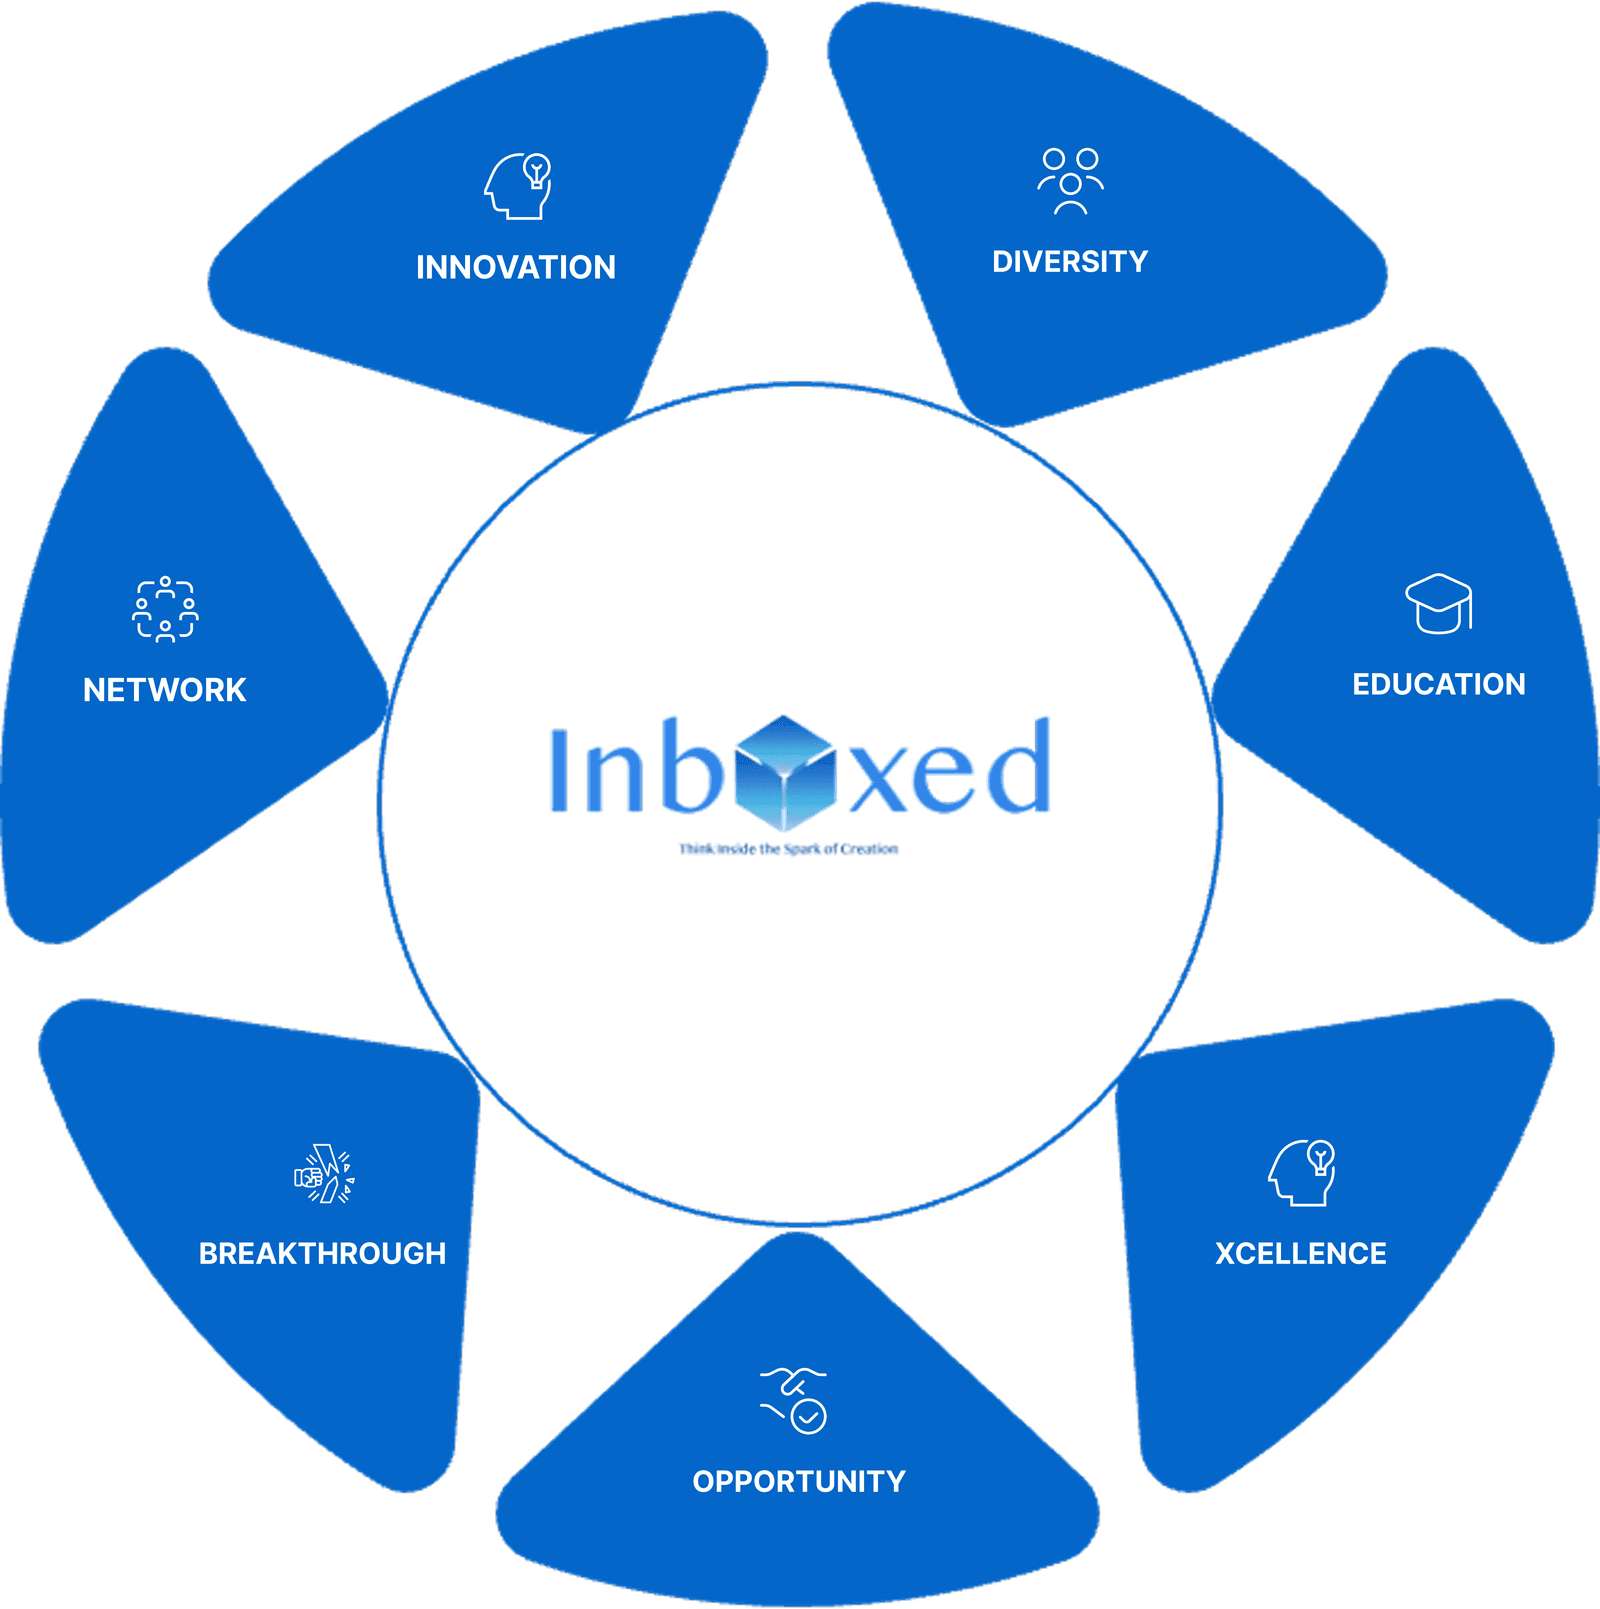 INNOVATION
DIVERSITY
NETWORK
EDUCATION
Inboxed
Think Inside the Spark of Creation
BREAKTHROUGH
XCELLENCE
OPPORTUNITY